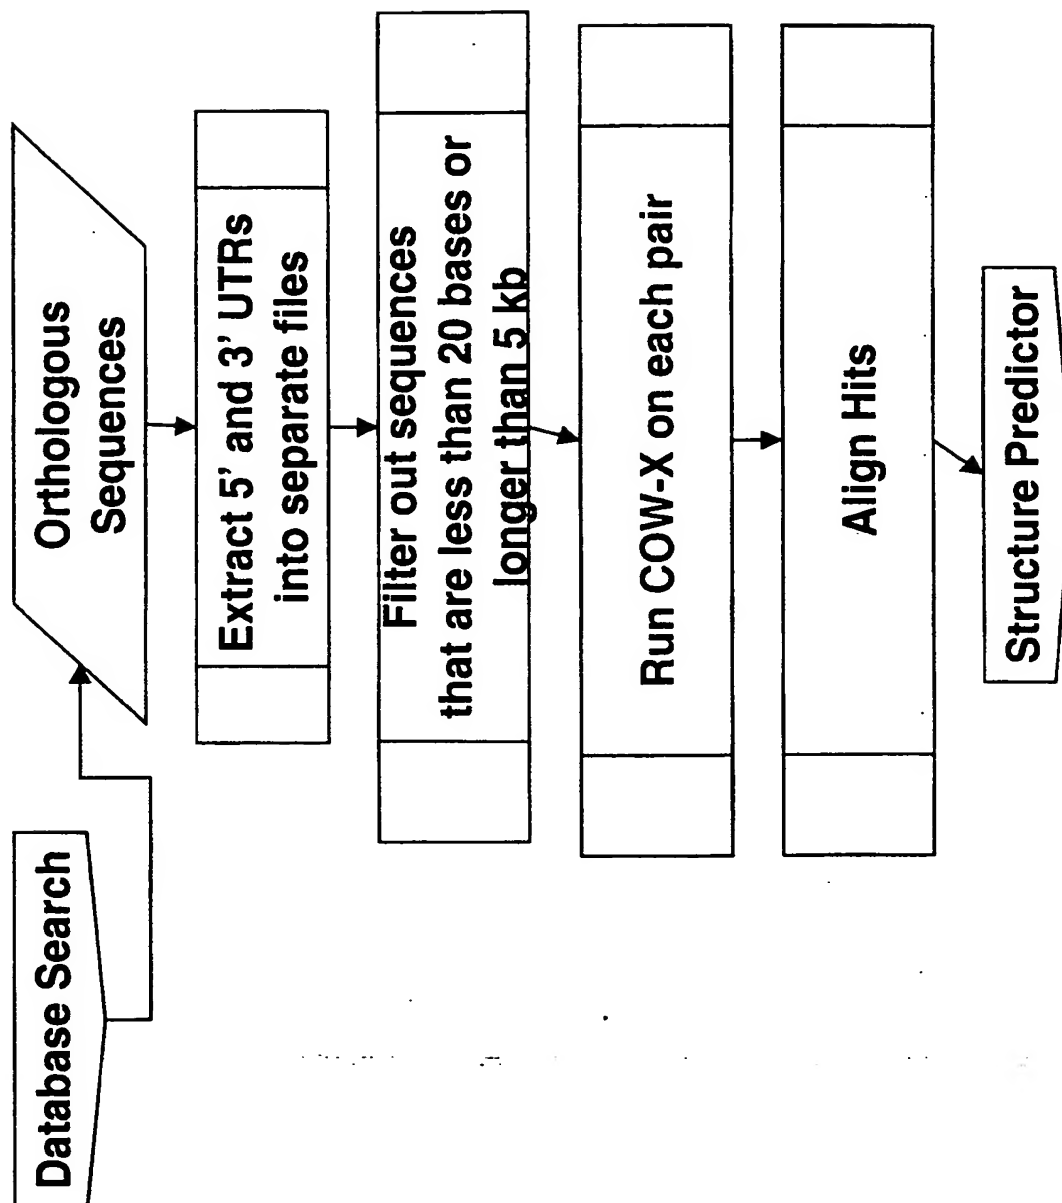 Database Search
Orthologous
Sequences
Extract 5' and 3' UTRs
into separate files
Filter out sequences
that are less than 20 bases or
longer than 5 kb
Run COW-X on each pair
Align Hits
Structure Predictor